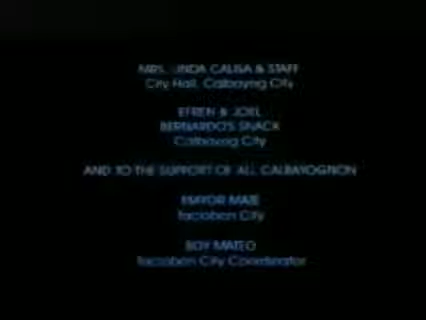 MRS. LINDA CALISA & STAFF
City Hall, Calbayog City
EFREN & JOEL
BERNARDO'S SNACK
Calbayog City
AND TO THE SUPPORT OF ALL CALBAYOGNON
MAYOR MATE
Tacloban City
BOY MATEO
Tacloban City Coordinator